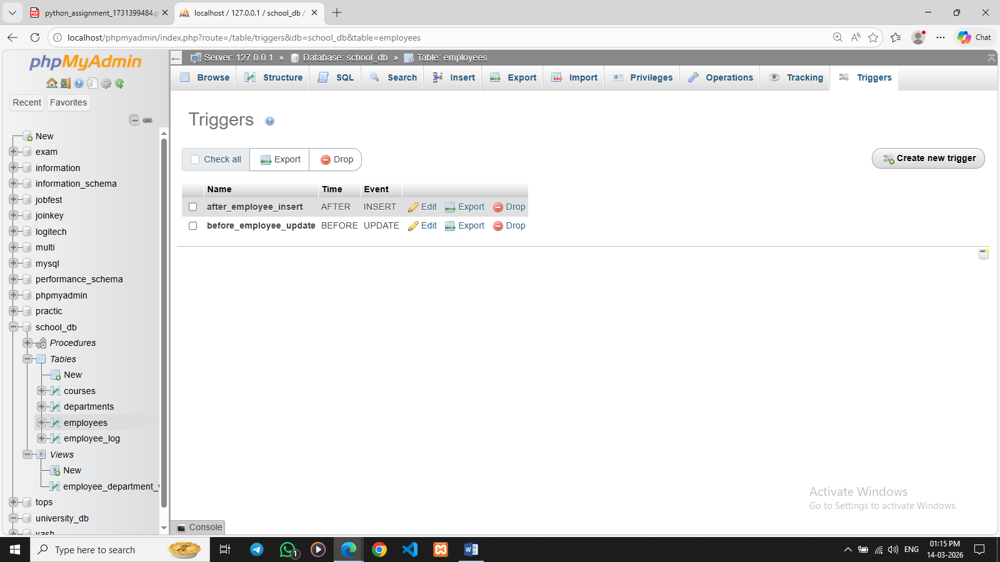 python_assignment_1731399484.p
localhost / 127.0.0.1 / school_db /
localhost/phpmyadmin/index.php?route=/table/triggers&db=school_db&table=employees
Chat
phpMyAdmin
Recent
Favorites
New
exam
information
information_schema
jobfest
joinkey
logitech
multi
mysql
performance_schema
phpmyadmin
practic
school_db
Procedures
Tables
New
courses
departments
employees
employee_log
Views
New
employee_department_
tops
university_db
yash
Server: 127.0.0.1 » Database: school_db » Table: employees
Browse Structure SQL Search Insert Export Import Privileges Operations Tracking Triggers
Triggers
Check all Export Drop
Create new trigger
Name Time Event
after_employee_insert AFTER INSERT Edit Export Drop
before_employee_update BEFORE UPDATE Edit Export Drop
Activate Windows
Go to Settings to activate Windows.
Console
Type here to search
1
ENG
01:15 PM
14-03-2026